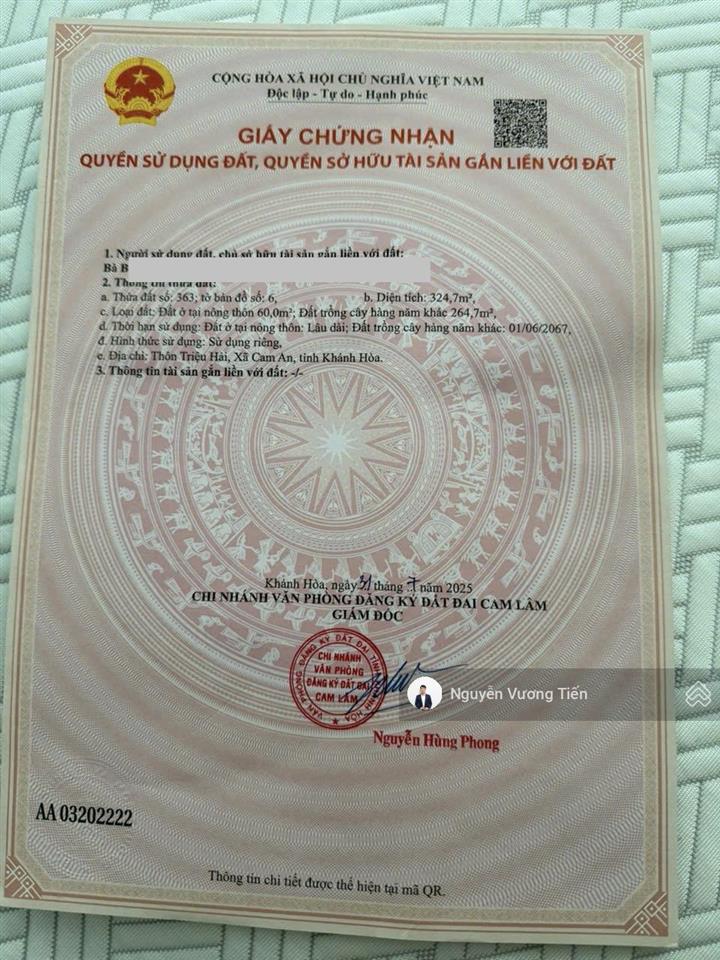 CỘNG HÒA XÃ HỘI CHỦ NGHĨA VIỆT NAM
Độc lập - Tự do - Hạnh phúc
GIẤY CHỨNG NHẬN
QUYỀN SỬ DỤNG ĐẤT, QUYỀN SỞ HỮU TÀI SẢN GẮN LIỀN VỚI ĐẤT
1. Người sử dụng đất, chủ sở hữu tài sản gắn liền với đất:
Bà B
2. Thông tin thửa đất:
a. Thửa đất số: 363; tờ bản đồ số: 6, b. Diện tích: 324,7m²,
c. Loại đất: Đất ở tại nông thôn 60,0m²; Đất trồng cây hàng năm khác 264,7m²,
d. Thời hạn sử dụng: Đất ở tại nông thôn: Lâu dài; Đất trồng cây hàng năm khác: 01/06/2067,
đ. Hình thức sử dụng: Sử dụng riêng,
e. Địa chỉ: Thôn Triệu Hải, Xã Cam An, tỉnh Khánh Hòa.
3. Thông tin tài sản gắn liền với đất: -/-
Khánh Hòa, ngày 31 tháng 7 năm 2025
CHI NHÁNH VĂN PHÒNG ĐĂNG KÝ ĐẤT ĐAI CAM LÂM
GIÁM ĐỐC
CHI NHÁNH
VĂN PHÒNG
ĐĂNG KÝ ĐẤT ĐAI
CAM LÂM
Nguyễn Vương Tiến
Nguyễn Hùng Phong
AA 03202222
Thông tin chi tiết được thể hiện tại mã QR.